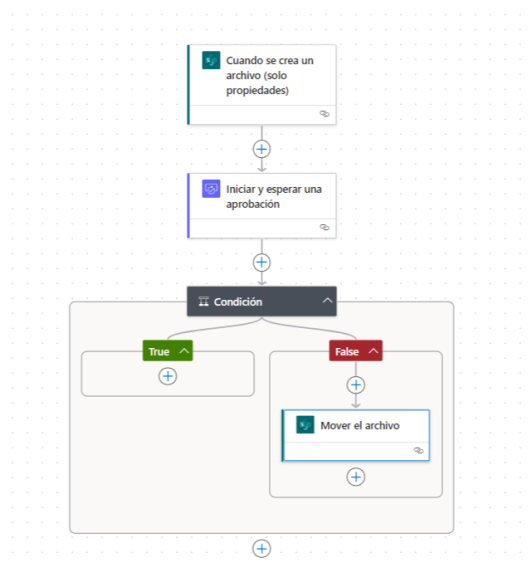 Cuando se crea un
archivo (solo
propiedades)
Iniciar y esperar una
aprobación
Condición
True
False
Mover el archivo